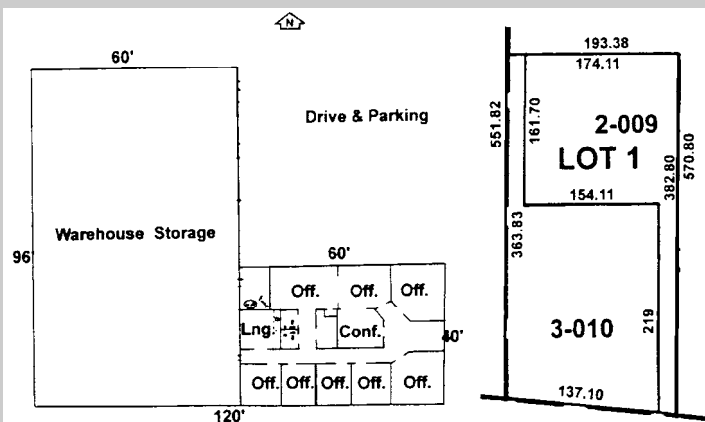 N
60'
Drive & Parking
Warehouse Storage
96'
60'
Off. Off. Off.
Lng. Conf.
40'
Off. Off. Off. Off. Off.
120'
193.38
174.11
551.82
161.70
2-009
LOT 1
382.80
570.80
154.11
363.83
3-010
219
137.10